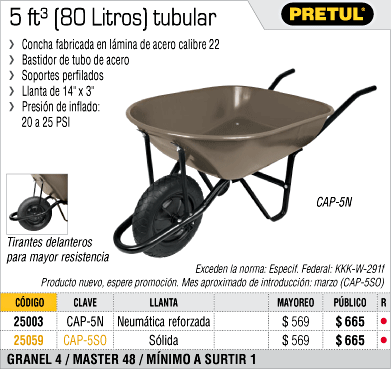 5 ft³ (80 Litros) tubular
PRETUL®
› Concha fabricada en lámina de acero calibre 22
› Bastidor de tubo de acero
› Soportes perfilados
› Llanta de 14" x 3"
› Presión de inflado:
20 a 25 PSI
CAP-5N
Tirantes delanteros
para mayor resistencia
Exceden la norma: Especif. Federal: KKK-W-291f
Producto nuevo, espere promoción. Mes aproximado de introducción: marzo (CAP-5SO)
CÓDIGO CLAVE LLANTA MAYOREO PÚBLICO R
25003 CAP-5N Neumática reforzada $ 569 $ 665 •
25059 CAP-5SO Sólida $ 569 $ 665 •
GRANEL 4 / MASTER 48 / MÍNIMO A SURTIR 1